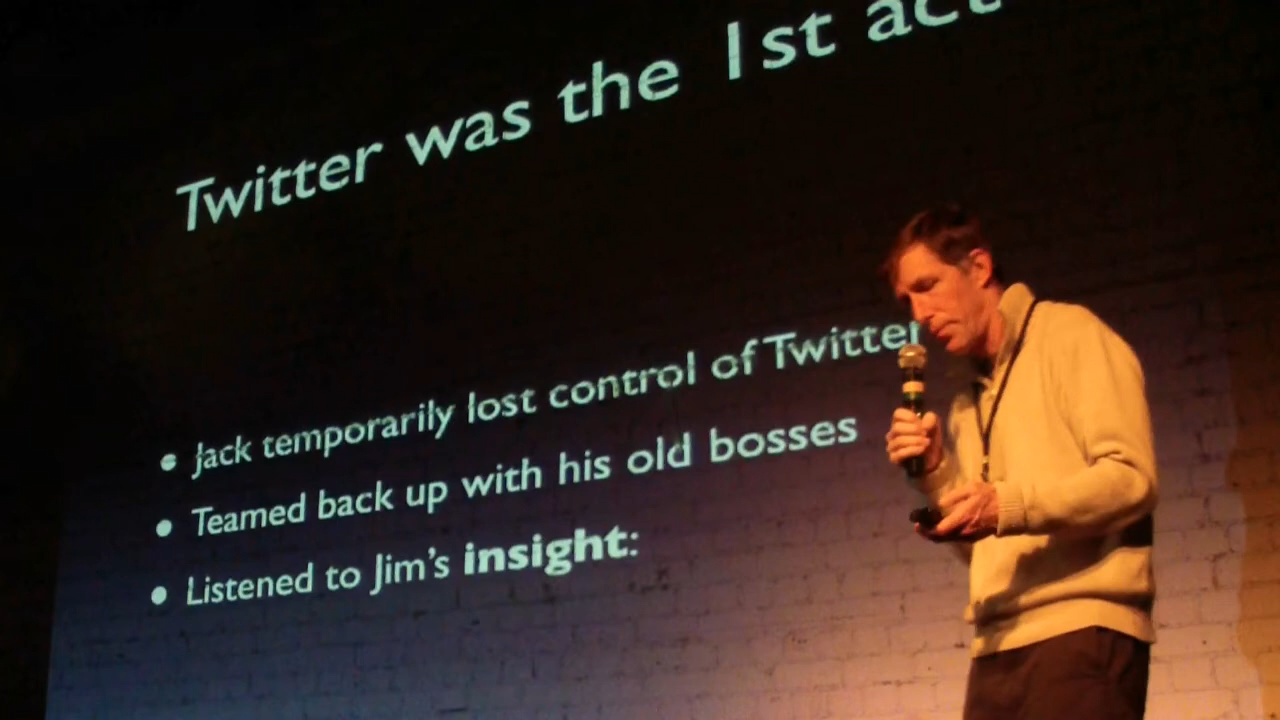 Twitter was the 1st act
• Jack temporarily lost control of Twitter
• Teamed back up with his old bosses
• Listened to Jim's insight: